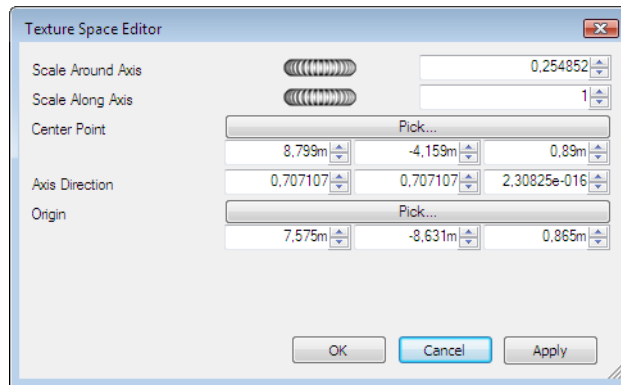 Texture Space Editor
Scale Around Axis 0,254852
Scale Along Axis 1
Center Point Pick...
8,799m -4,159m 0,89m
Axis Direction 0,707107 0,707107 2,30825e-016
Origin Pick...
7,575m -8,631m 0,865m
OK Cancel Apply